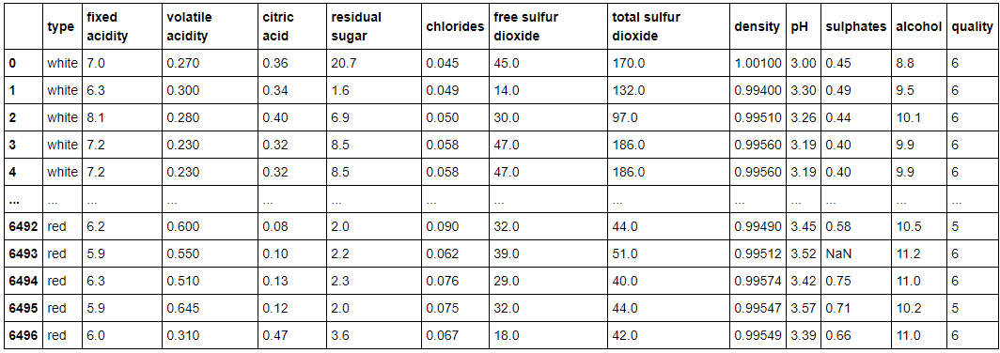 type fixed acidity volatile acidity citric acid residual sugar chlorides free sulfur dioxide total sulfur dioxide density pH sulphates alcohol quality
0 white 7.0 0.270 0.36 20.7 0.045 45.0 170.0 1.00100 3.00 0.45 8.8 6
1 white 6.3 0.300 0.34 1.6 0.049 14.0 132.0 0.99400 3.30 0.49 9.5 6
2 white 8.1 0.280 0.40 6.9 0.050 30.0 97.0 0.99510 3.26 0.44 10.1 6
3 white 7.2 0.230 0.32 8.5 0.058 47.0 186.0 0.99560 3.19 0.40 9.9 6
4 white 7.2 0.230 0.32 8.5 0.058 47.0 186.0 0.99560 3.19 0.40 9.9 6
... ... ... ... ... ... ... ... ... ... ... ... ... ...
6492 red 6.2 0.600 0.08 2.0 0.090 32.0 44.0 0.99490 3.45 0.58 10.5 5
6493 red 5.9 0.550 0.10 2.2 0.062 39.0 51.0 0.99512 3.52 NaN 11.2 6
6494 red 6.3 0.510 0.13 2.3 0.076 29.0 40.0 0.99574 3.42 0.75 11.0 6
6495 red 5.9 0.645 0.12 2.0 0.075 32.0 44.0 0.99547 3.57 0.71 10.2 5
6496 red 6.0 0.310 0.47 3.6 0.067 18.0 42.0 0.99549 3.39 0.66 11.0 6